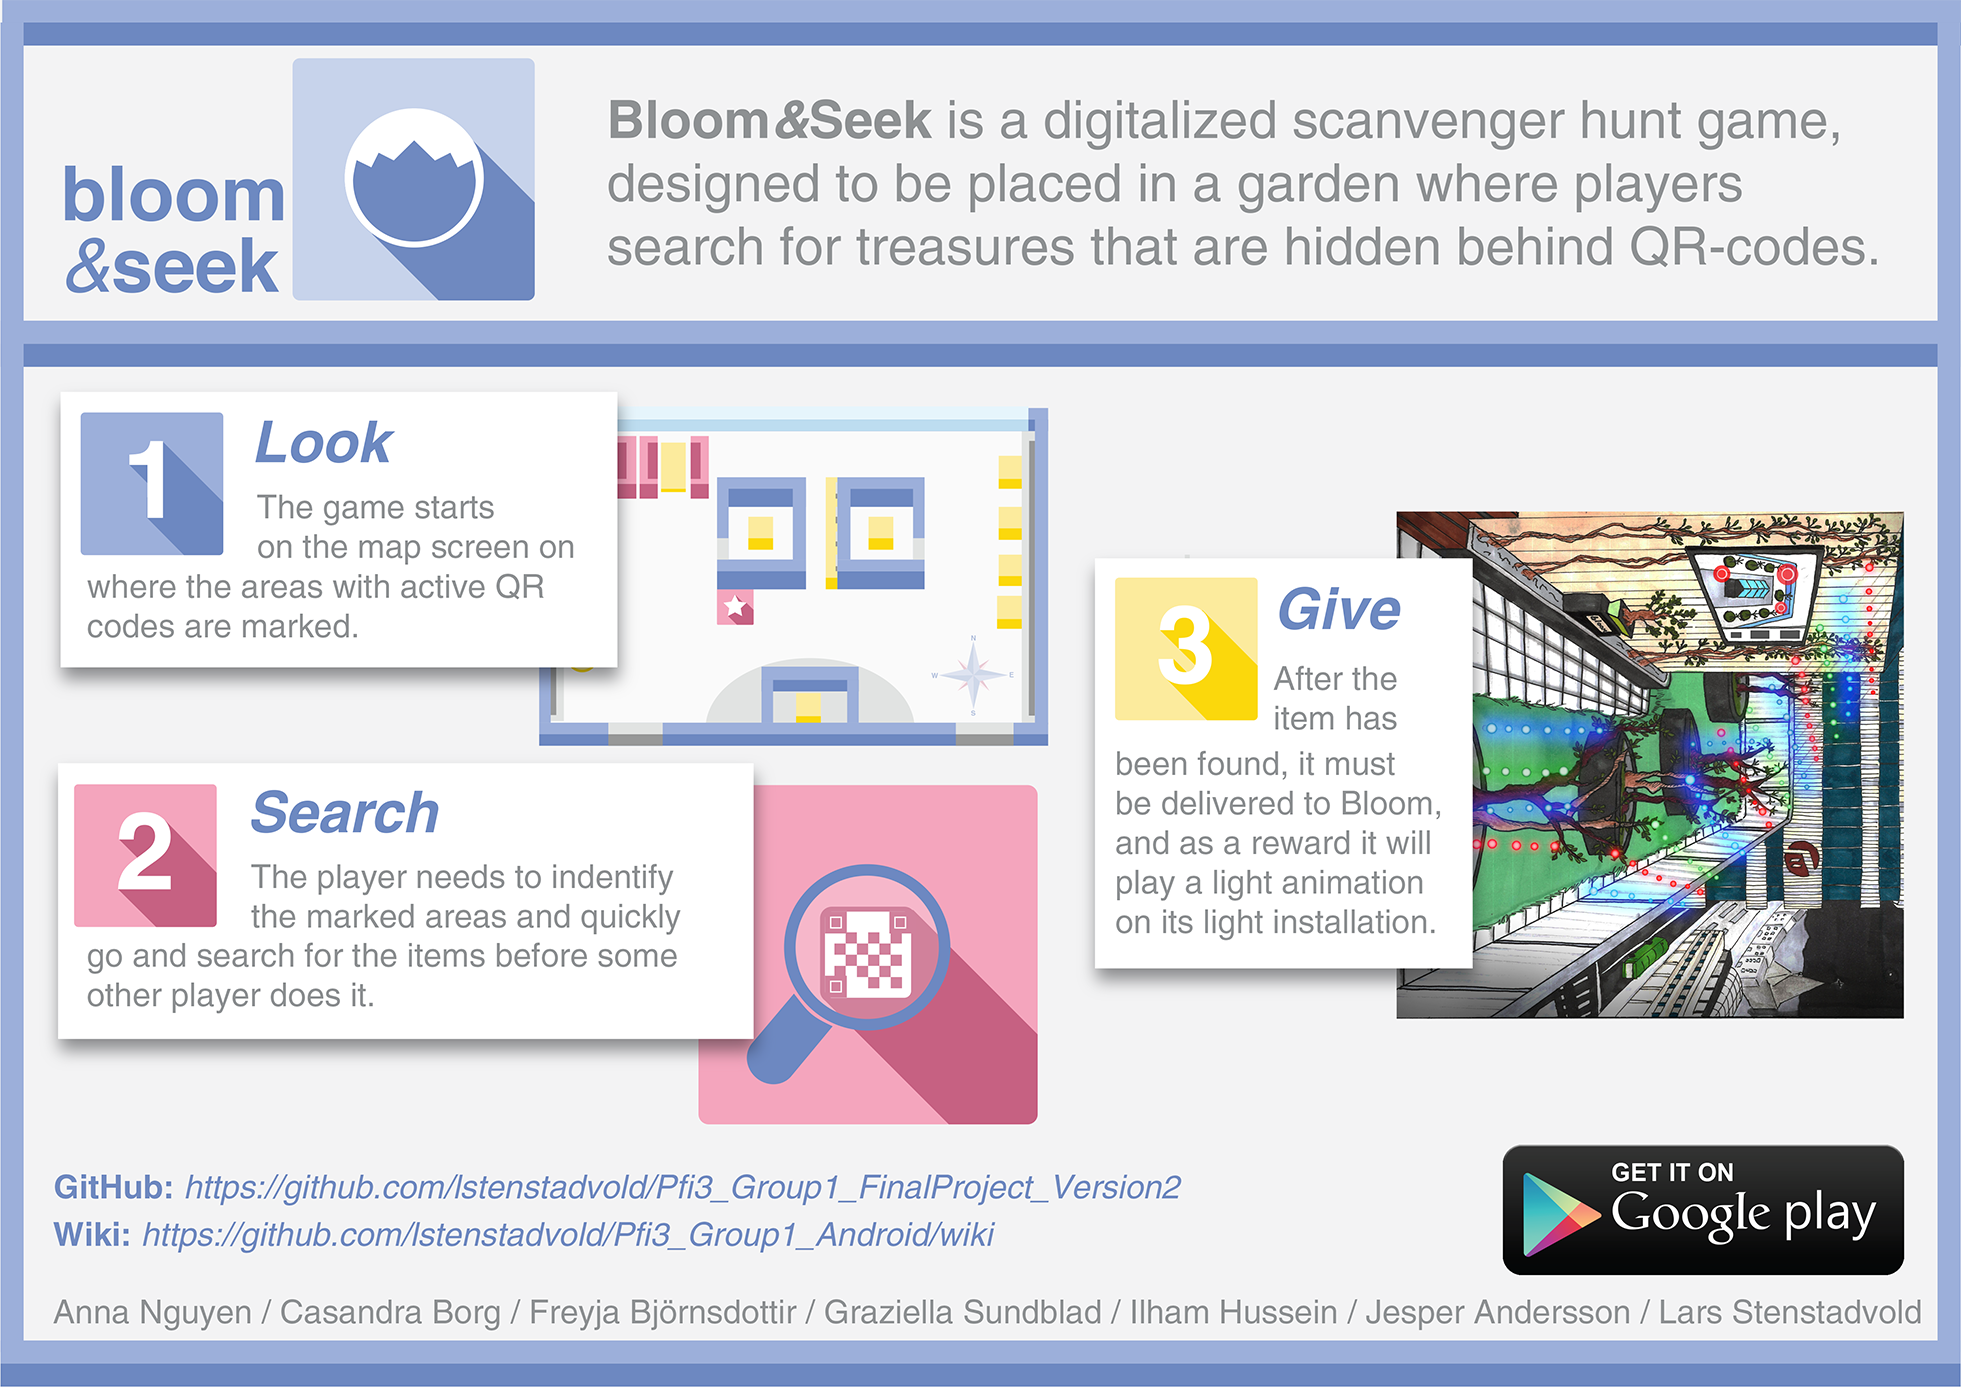 bloom
&seek
Bloom&Seek is a digitalized scanvenger hunt game,
designed to be placed in a garden where players
search for treasures that are hidden behind QR-codes.
1
Look
The game starts
on the map screen on
where the areas with active QR
codes are marked.
N
W
E
S
2
Search
The player needs to indentify
the marked areas and quickly
go and search for the items before some
other player does it.
3
Give
After the
item has
been found, it must
be delivered to Bloom,
and as a reward it will
play a light animation
on its light installation.
GitHub: https://github.com/lstenstadvold/Pfi3_Group1_FinalProject_Version2
Wiki: https://github.com/lstenstadvold/Pfi3_Group1_Android/wiki
GET IT ON
Google play
Anna Nguyen / Casandra Borg / Freyja Björnsdottir / Graziella Sundblad / Ilham Hussein / Jesper Andersson / Lars Stenstadvold